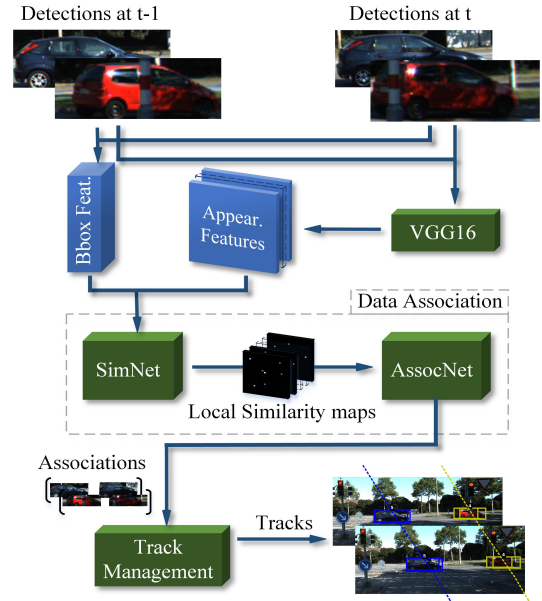 Detections at t-1
Detections at t
Bbox Feat.
Appear.
Features
VGG16
Data Association
SimNet
AssocNet
Local Similarity maps
Associations
Track
Management
Tracks